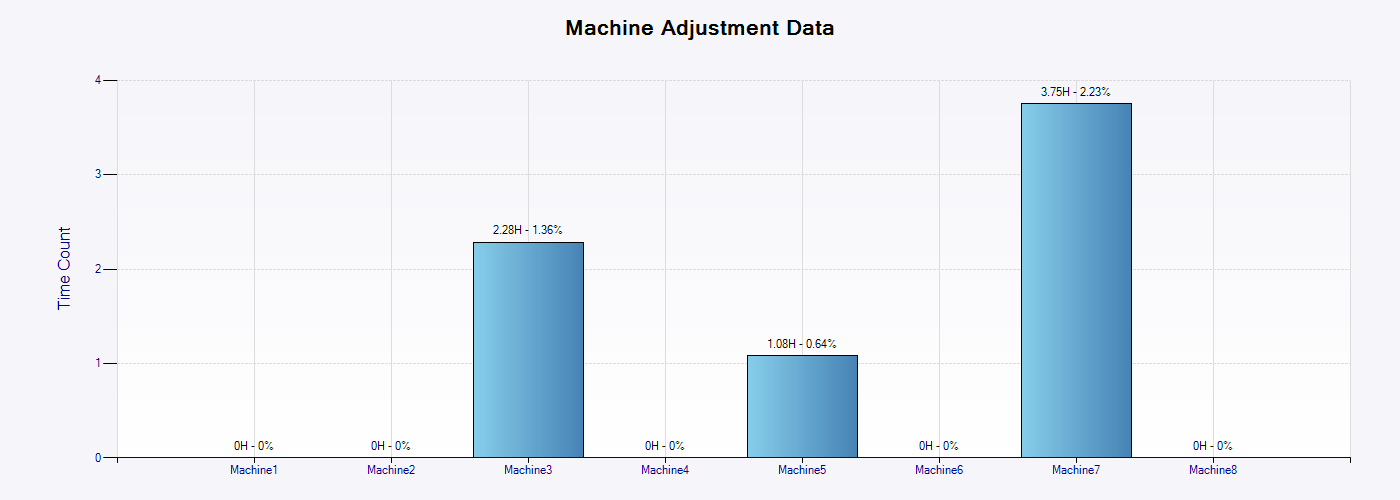 Machine Adjustment Data
Time Count
4
3
2
1
0
0H - 0%
0H - 0%
2.28H - 1.36%
0H - 0%
1.08H - 0.64%
0H - 0%
3.75H - 2.23%
0H - 0%
Machine1
Machine2
Machine3
Machine4
Machine5
Machine6
Machine7
Machine8